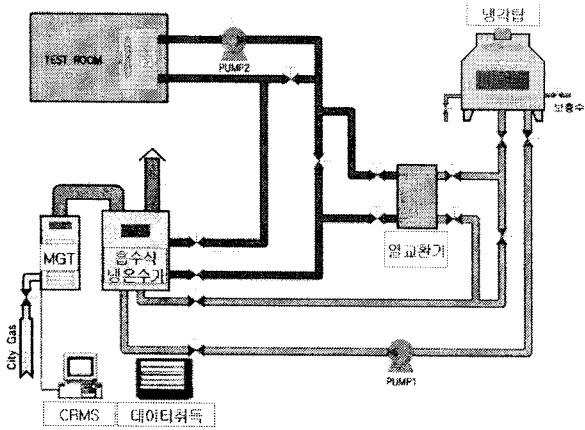 냉각탑
TEST ROOM
PUMP2
보충수
MGT
흡수식
냉온수기
열교환기
City Gas
PUMP1
CRMS
데이터취득